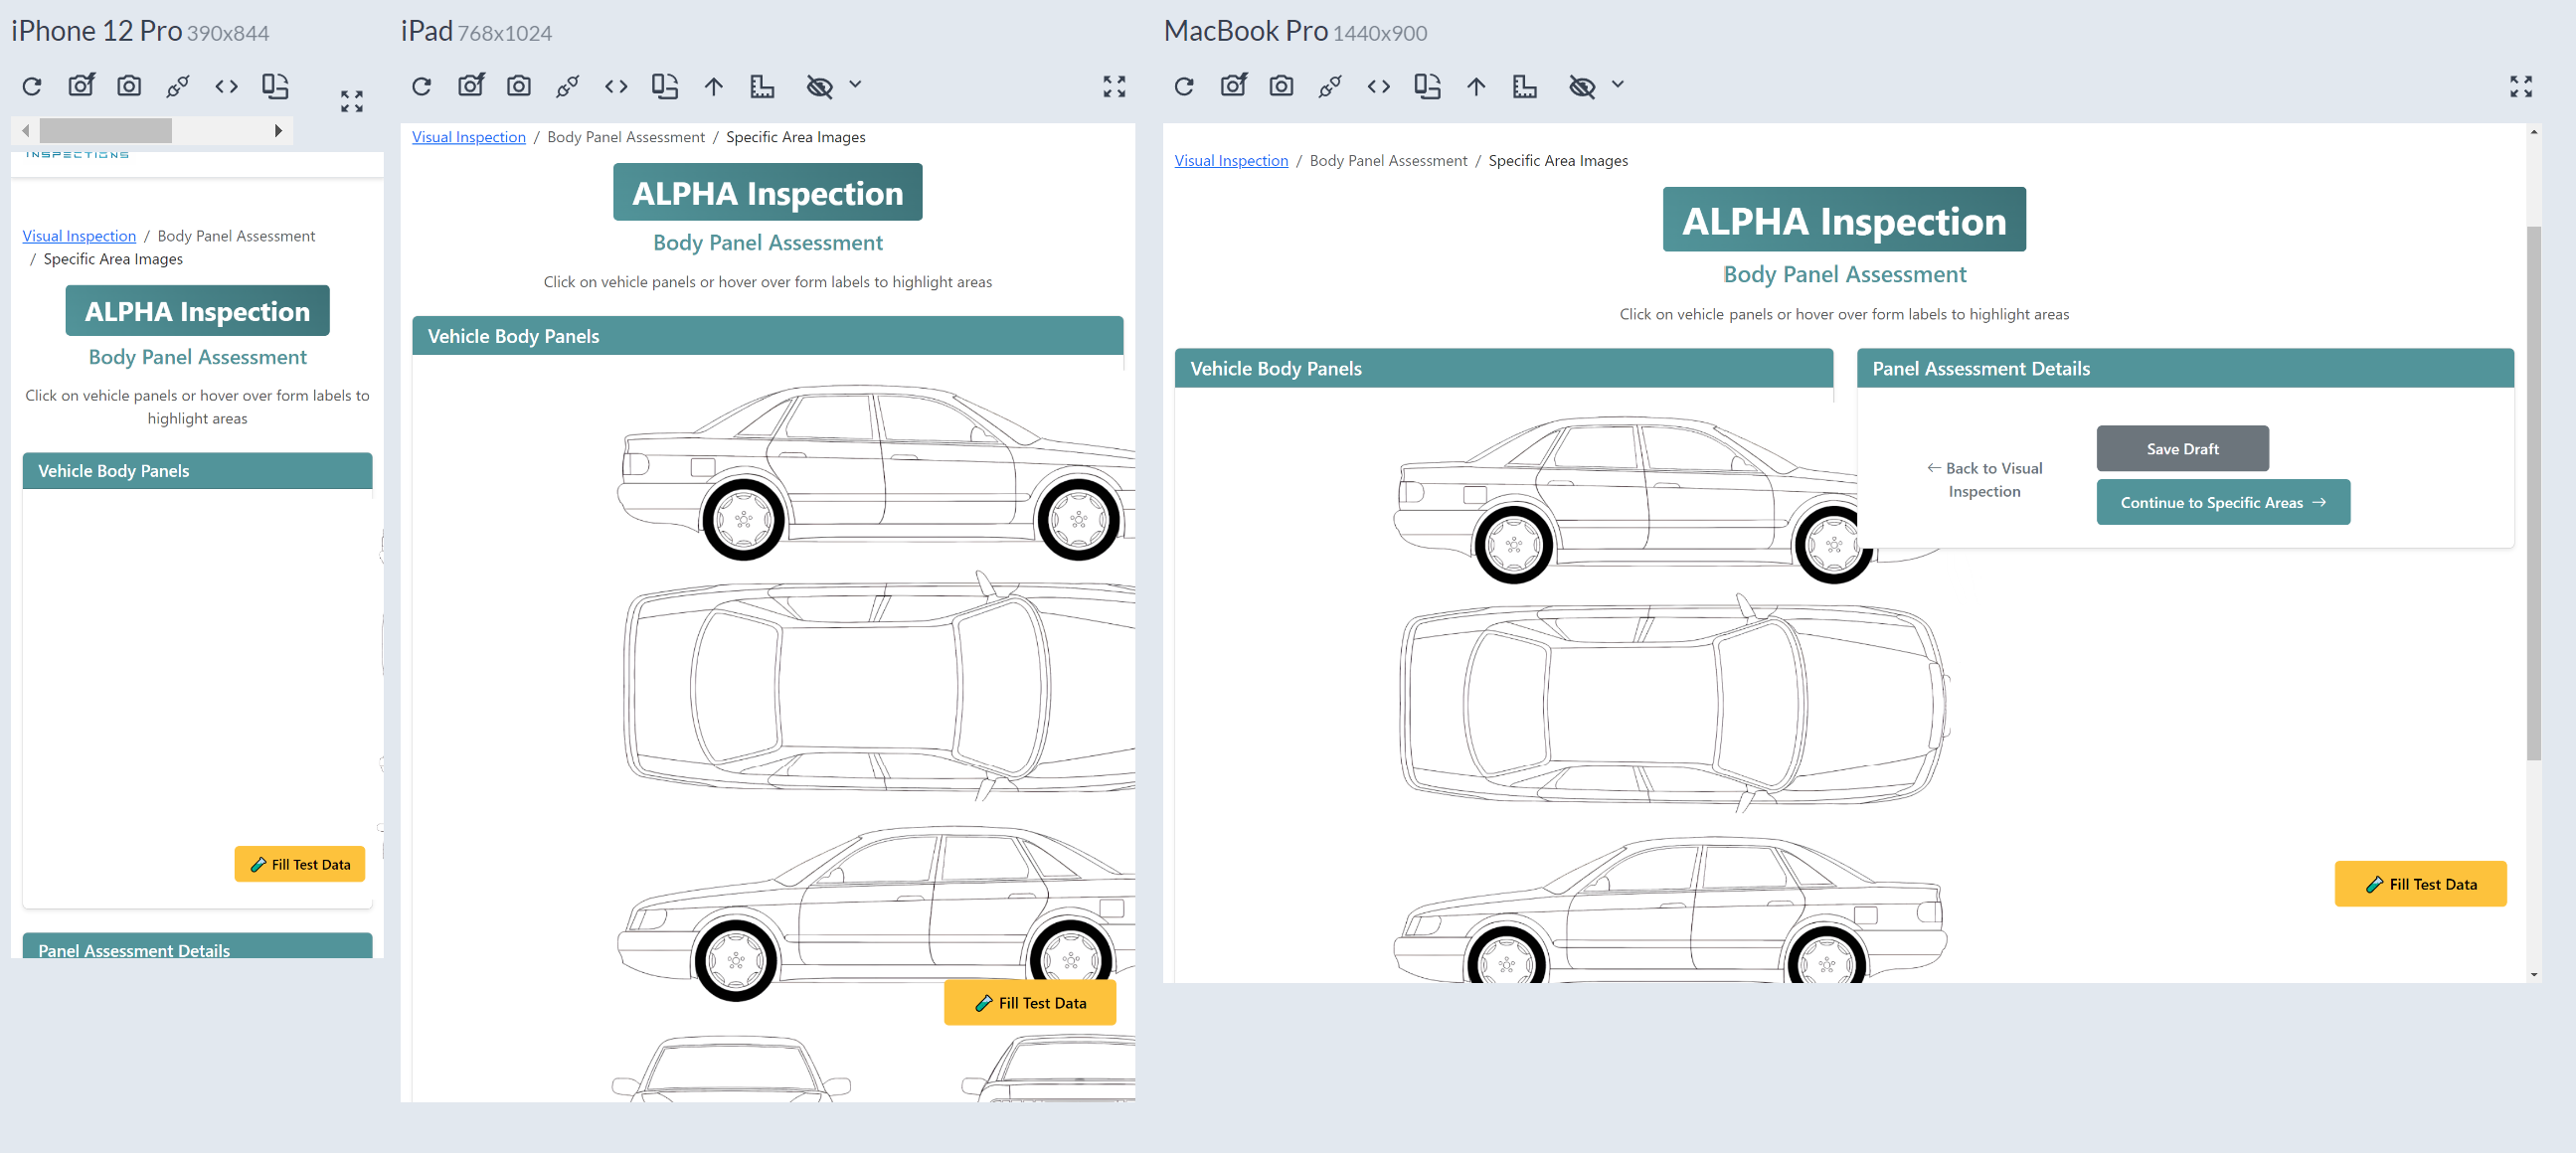 iPhone 12 Pro 390x844
INSPECTIONS
Visual Inspection / Body Panel Assessment
/ Specific Area Images
ALPHA Inspection
Body Panel Assessment
Click on vehicle panels or hover over form labels to
highlight areas
Vehicle Body Panels
Fill Test Data
Panel Assessment Details
iPad 768x1024
Visual Inspection / Body Panel Assessment / Specific Area Images
ALPHA Inspection
Body Panel Assessment
Click on vehicle panels or hover over form labels to highlight areas
Vehicle Body Panels
Fill Test Data
MacBook Pro 1440x900
Visual Inspection / Body Panel Assessment / Specific Area Images
ALPHA Inspection
Body Panel Assessment
Click on vehicle panels or hover over form labels to highlight areas
Vehicle Body Panels
Panel Assessment Details
← Back to Visual
Inspection
Save Draft
Continue to Specific Areas →
Fill Test Data